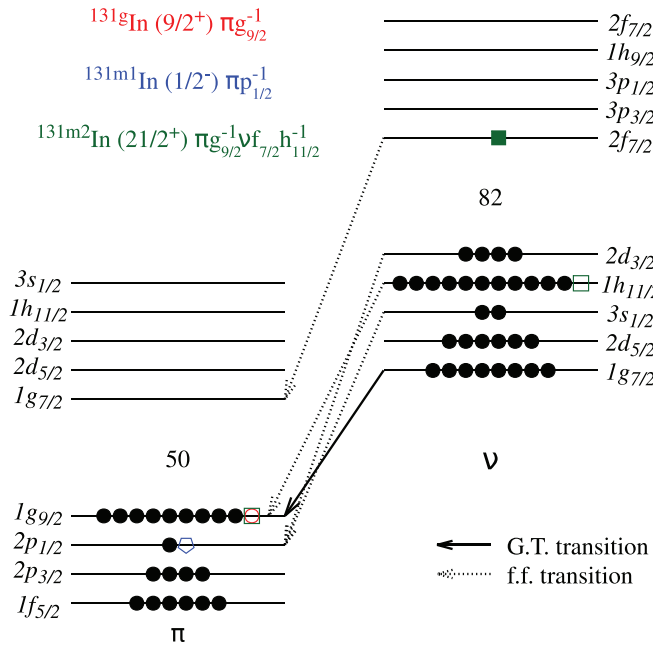 ¹³¹ᵍIn (9/2⁺) πg₉/₂⁻¹
¹³¹ᵐ¹In (1/2⁻) πp₁/₂⁻¹
¹³¹ᵐ²In (21/2⁺) πg₉/₂⁻¹νf₇/₂h₁₁/₂⁻¹
2f₇/₂
1h₉/₂
3p₁/₂
3p₃/₂
2f₇/₂
82
2d₃/₂
1h₁₁/₂
3s₁/₂
2d₅/₂
1g₇/₂
ν
3s₁/₂
1h₁₁/₂
2d₃/₂
2d₅/₂
1g₇/₂
50
1g₉/₂
2p₁/₂
2p₃/₂
1f₅/₂
π
G.T. transition
f.f. transition